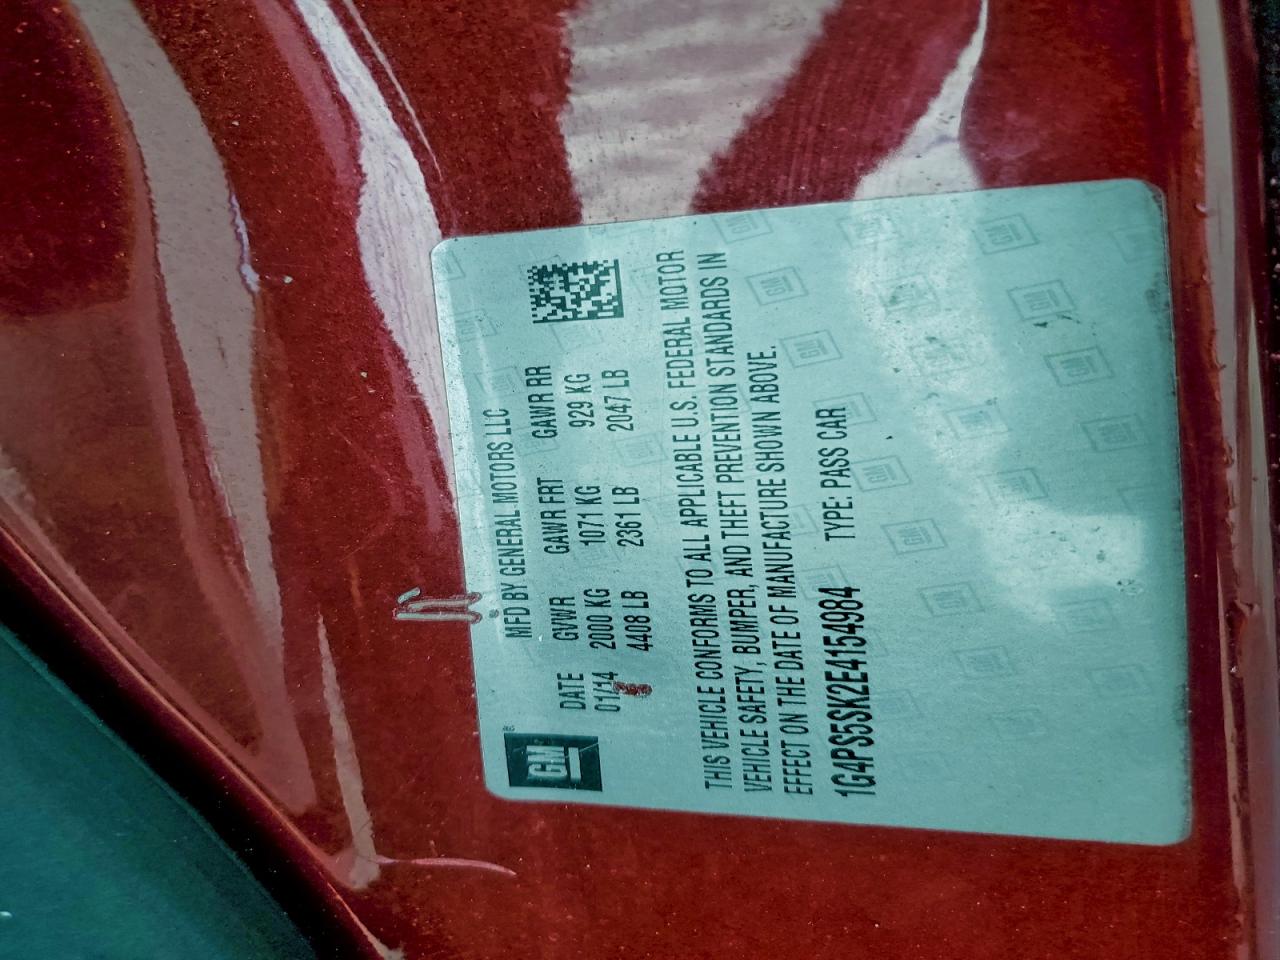 GM
MFD BY GENERAL MOTORS LLC
DATE GVWR GAWR FRT GAWR RR
01/14 2000 KG 1071 KG 929 KG
4408 LB 2361 LB 2047 LB
THIS VEHICLE CONFORMS TO ALL APPLICABLE U.S. FEDERAL MOTOR
VEHICLE SAFETY, BUMPER, AND THEFT PREVENTION STANDARDS IN
EFFECT ON THE DATE OF MANUFACTURE SHOWN ABOVE.
1G4PS5SK2E4154984 TYPE: PASS CAR